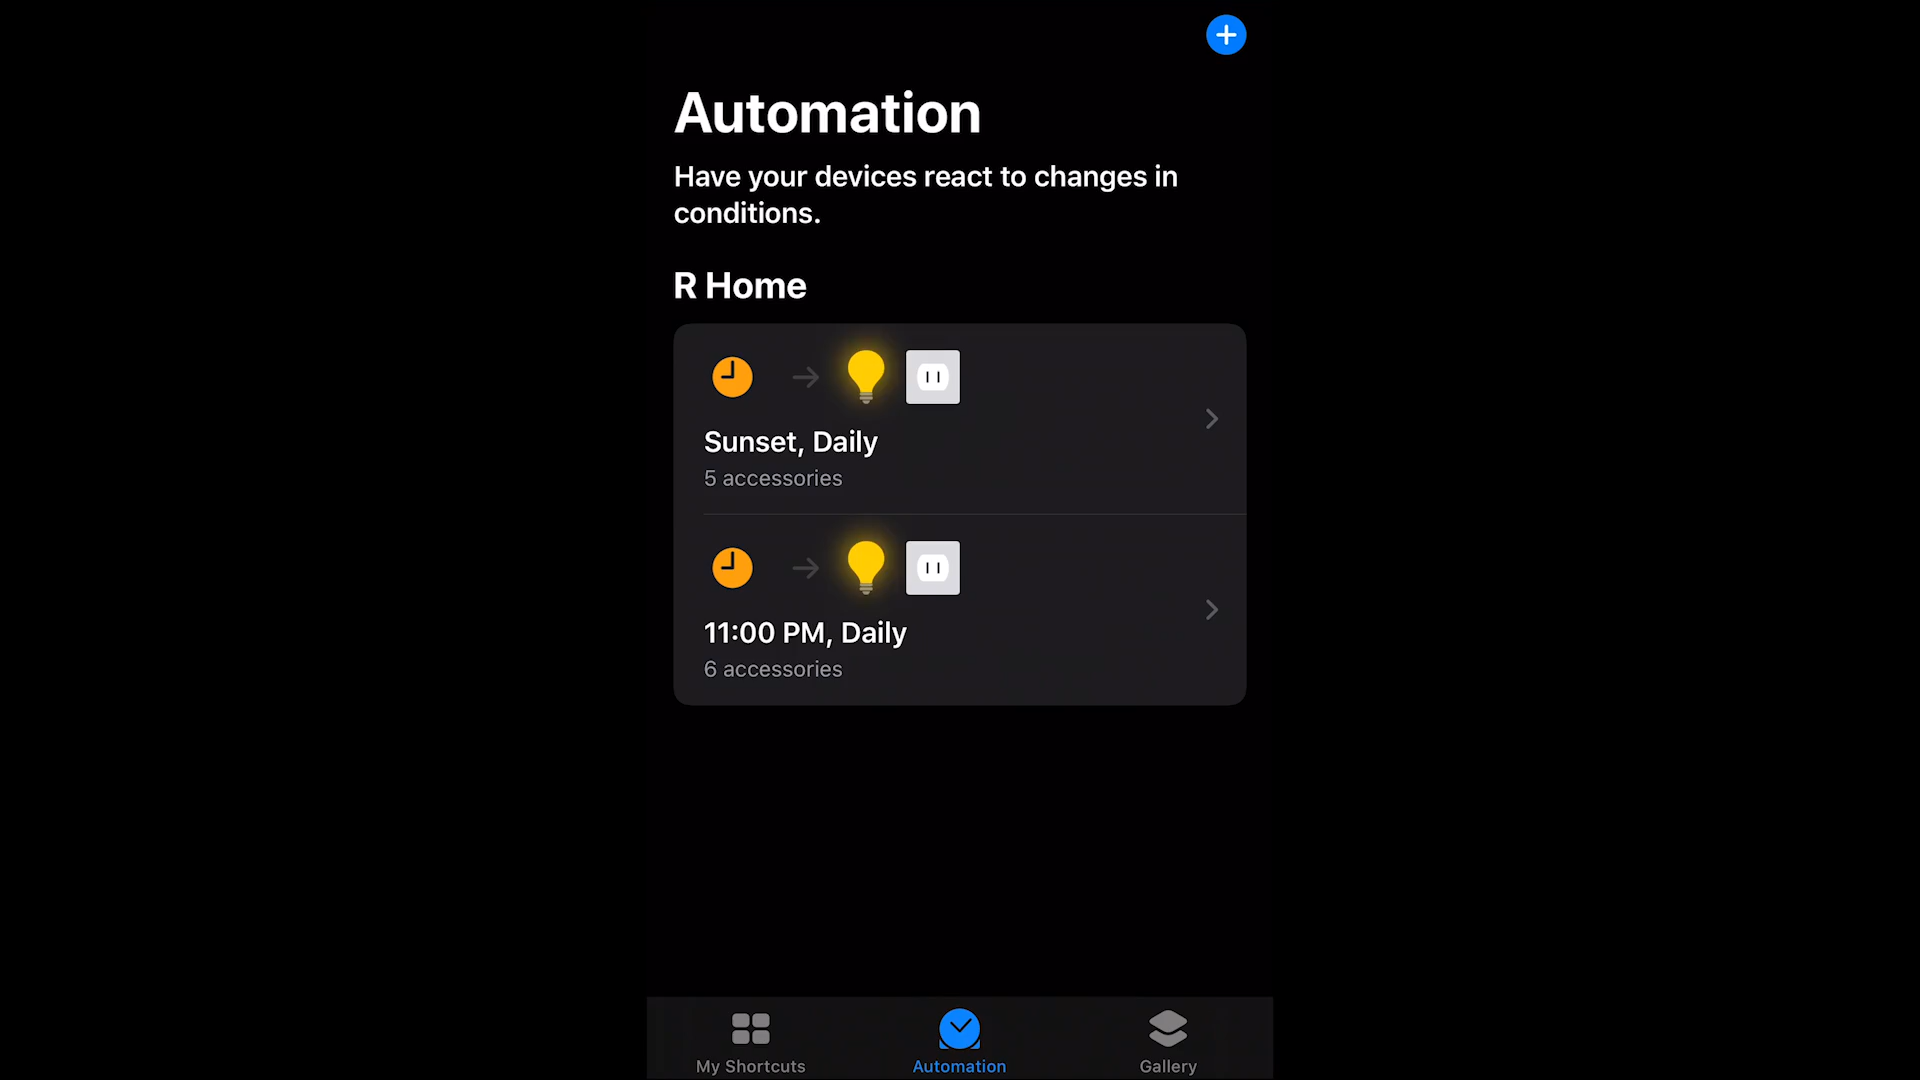 Automation
Have your devices react to changes in
conditions.
R Home
Sunset, Daily
5 accessories
11:00 PM, Daily
6 accessories
My Shortcuts
Automation
Gallery